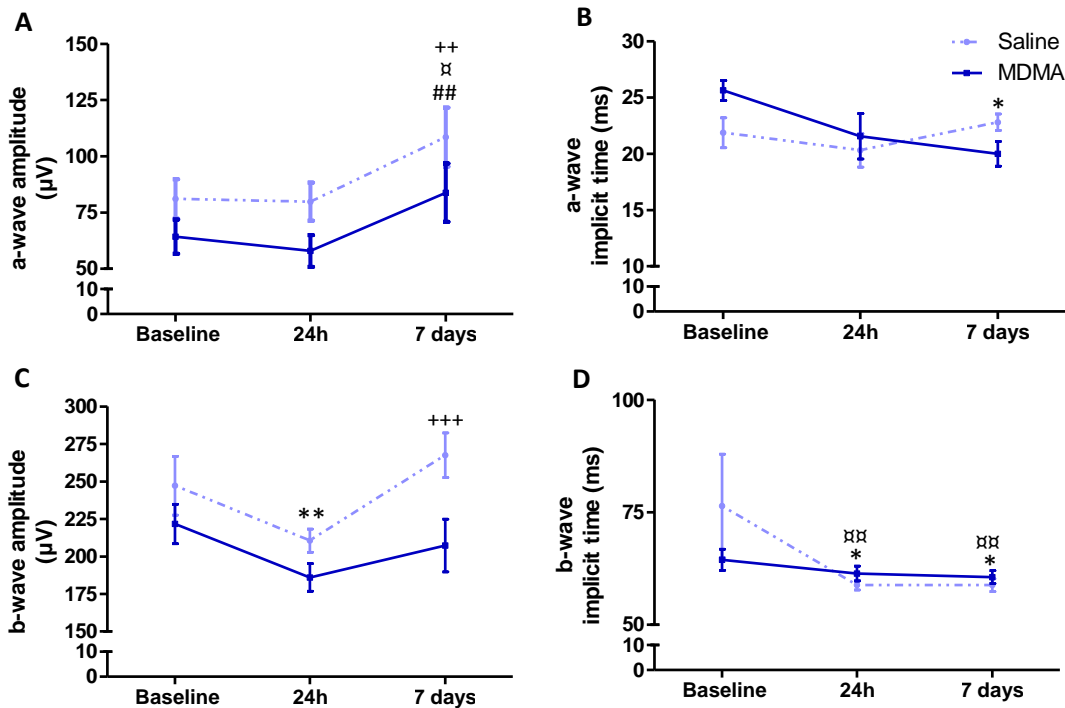 A
a-wave amplitude
(µV)
150
125
100
75
50
10
0
++
¤
##
Baseline
24h
7 days
B
a-wave
implicit time (ms)
30
25
20
15
10
10
0
Saline
MDMA
*
Baseline
24h
7 days
C
b-wave amplitude
(µV)
300
275
250
225
200
175
150
10
0
**
+++
Baseline
24h
7 days
D
b-wave
implicit time (ms)
100
75
50
10
0
¤¤
*
¤¤
*
Baseline
24h
7 days